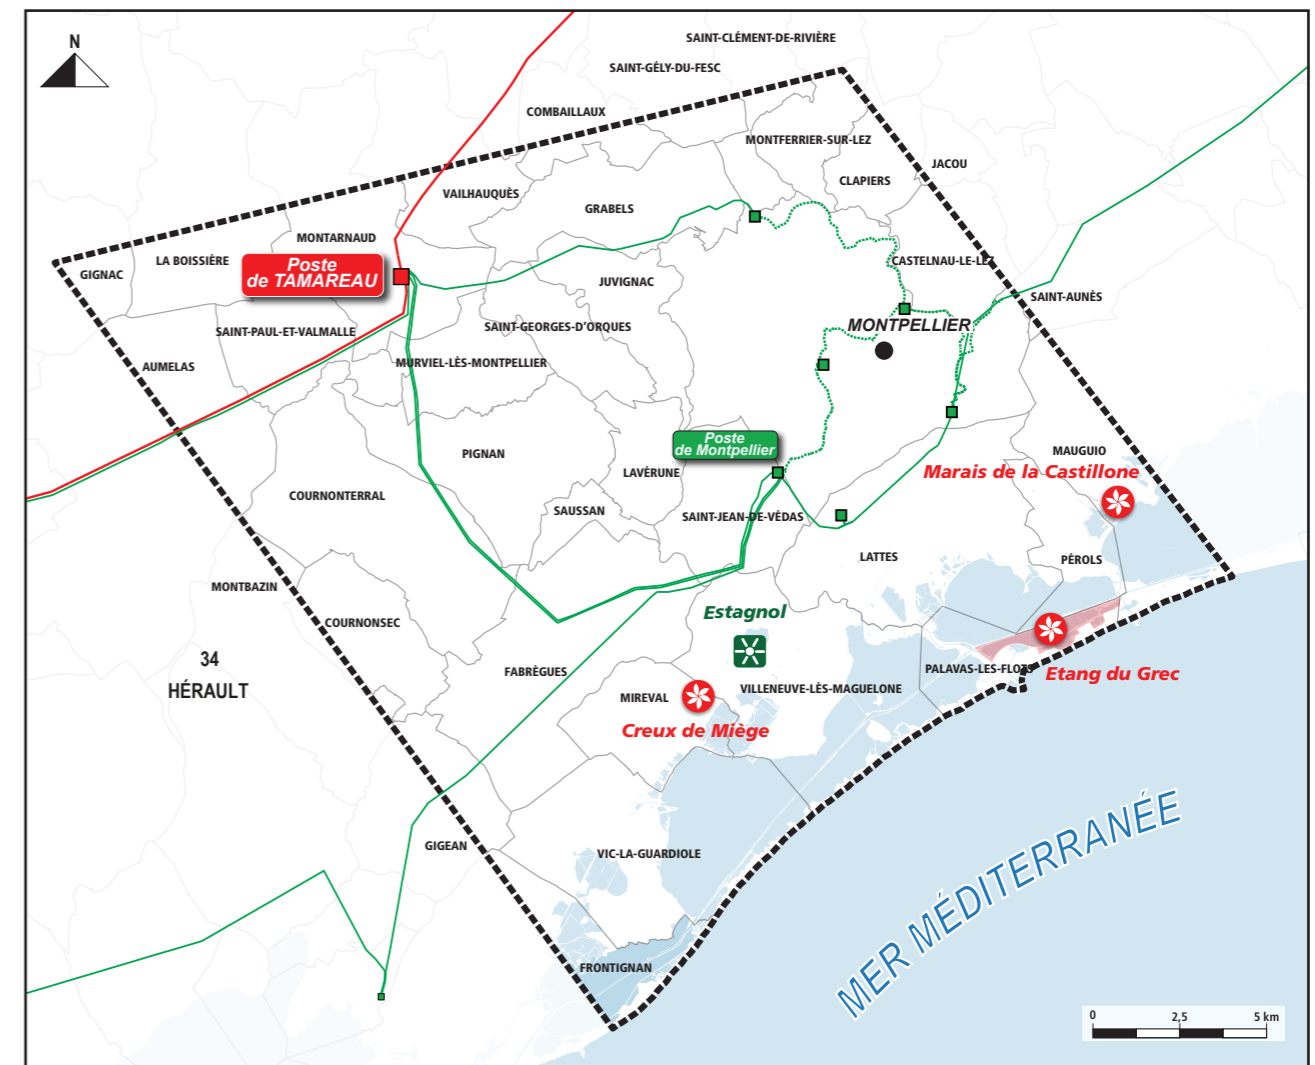 N
SAINT-CLÉMENT-DE-RIVIÈRE
SAINT-GÉLY-DU-FESC
COMBAILLAUX
MONTFERRIER-SUR-LEZ
JACOU
CLAPIERS
VAILHAUQUÈS
GRABELS
MONTARNAUD
LA BOISSIÈRE
GIGNAC
Poste
de TAMAREAU
CASTELNAU-LE-LEZ
JUVIGNAC
SAINT-AUNÈS
SAINT-PAUL-ET-VALMALLE
SAINT-GEORGES-D'ORQUES
MONTPELLIER
AUMELAS
MURVIEL-LÈS-MONTPELLIER
Poste
de Montpellier
PIGNAN
MAUGUIO
LAVÉRUNE
Marais de la Castillone
COURNONTERRAL
SAUSSAN
SAINT-JEAN-DE-VÉDAS
LATTES
PÉROLS
MONTBAZIN
Estagnol
COURNONSEC
34
HÉRAULT
FABRÈGUES
PALAVAS-LES-FLOTS
Etang du Grec
MIREVAL
VILLENEUVE-LÈS-MAGUELONE
Creux de Miège
GIGEAN
VIC-LA-GUARDIOLE
MER MÉDITERRANÉE
FRONTIGNAN
0 2,5 5 km